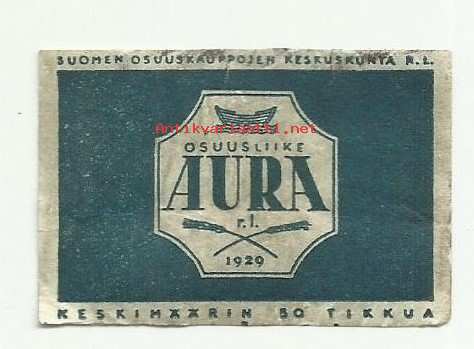 SUOMEN OSUUSKAUPPOJEN KESKUSKUNTA R.L.
Antikvariaatti.net
OSUUSLIIKE
AURA
r.l.
1929
KESKIMÄÄRIN 50 TIKKUA